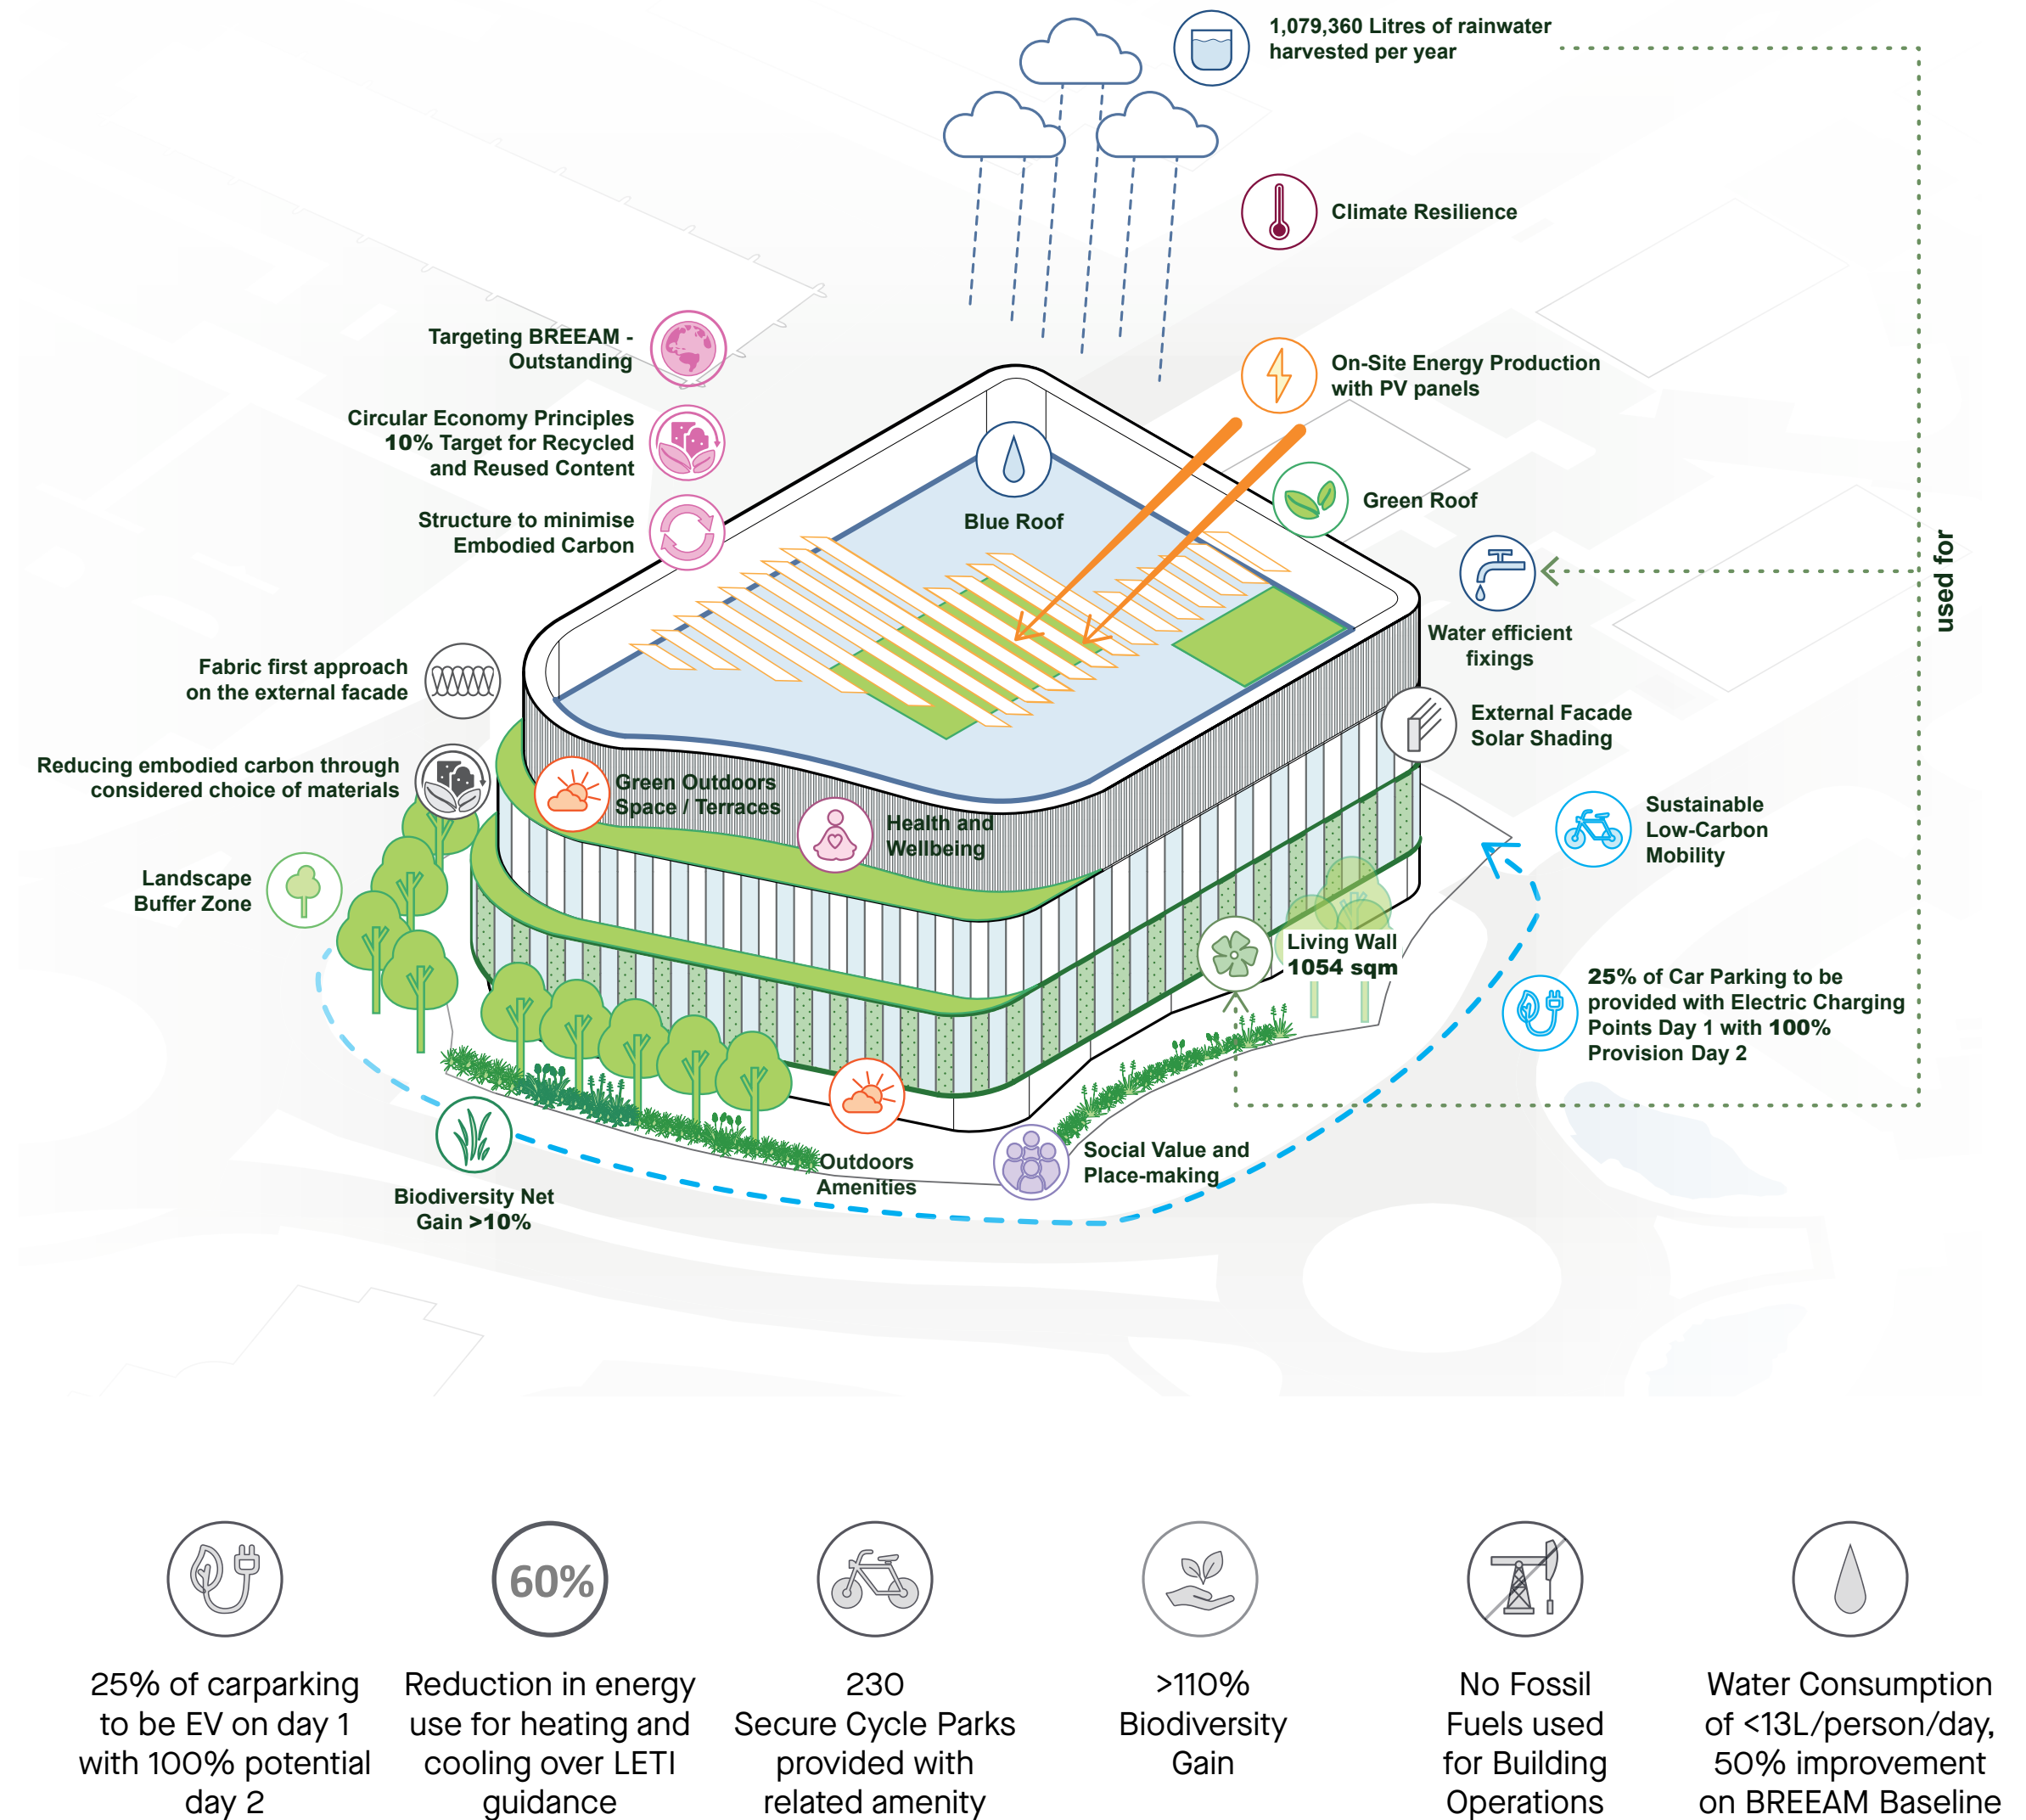 1,079,360 Litres of rainwater
harvested per year
Climate Resilience
Targeting BREEAM -
Outstanding
On-Site Energy Production
with PV panels
Circular Economy Principles
10% Target for Recycled
and Reused Content
Green Roof
Structure to minimise
Embodied Carbon
Blue Roof
used for
Water efficient
fixings
Fabric first approach
on the external facade
External Facade
Solar Shading
Reducing embodied carbon through
considered choice of materials
Green Outdoors
Space / Terraces
Health and
Wellbeing
Sustainable
Low-Carbon
Mobility
Landscape
Buffer Zone
Living Wall
1054 sqm
25% of Car Parking to be
provided with Electric Charging
Points Day 1 with 100%
Provision Day 2
Social Value and
Place-making
Outdoors
Amenities
Biodiversity Net
Gain >10%
25% of carparking
to be EV on day 1
with 100% potential
day 2
60%
Reduction in energy
use for heating and
cooling over LETI
guidance
230
Secure Cycle Parks
provided with
related amenity
>110%
Biodiversity
Gain
No Fossil
Fuels used
for Building
Operations
Water Consumption
of <13L/person/day,
50% improvement
on BREEAM Baseline